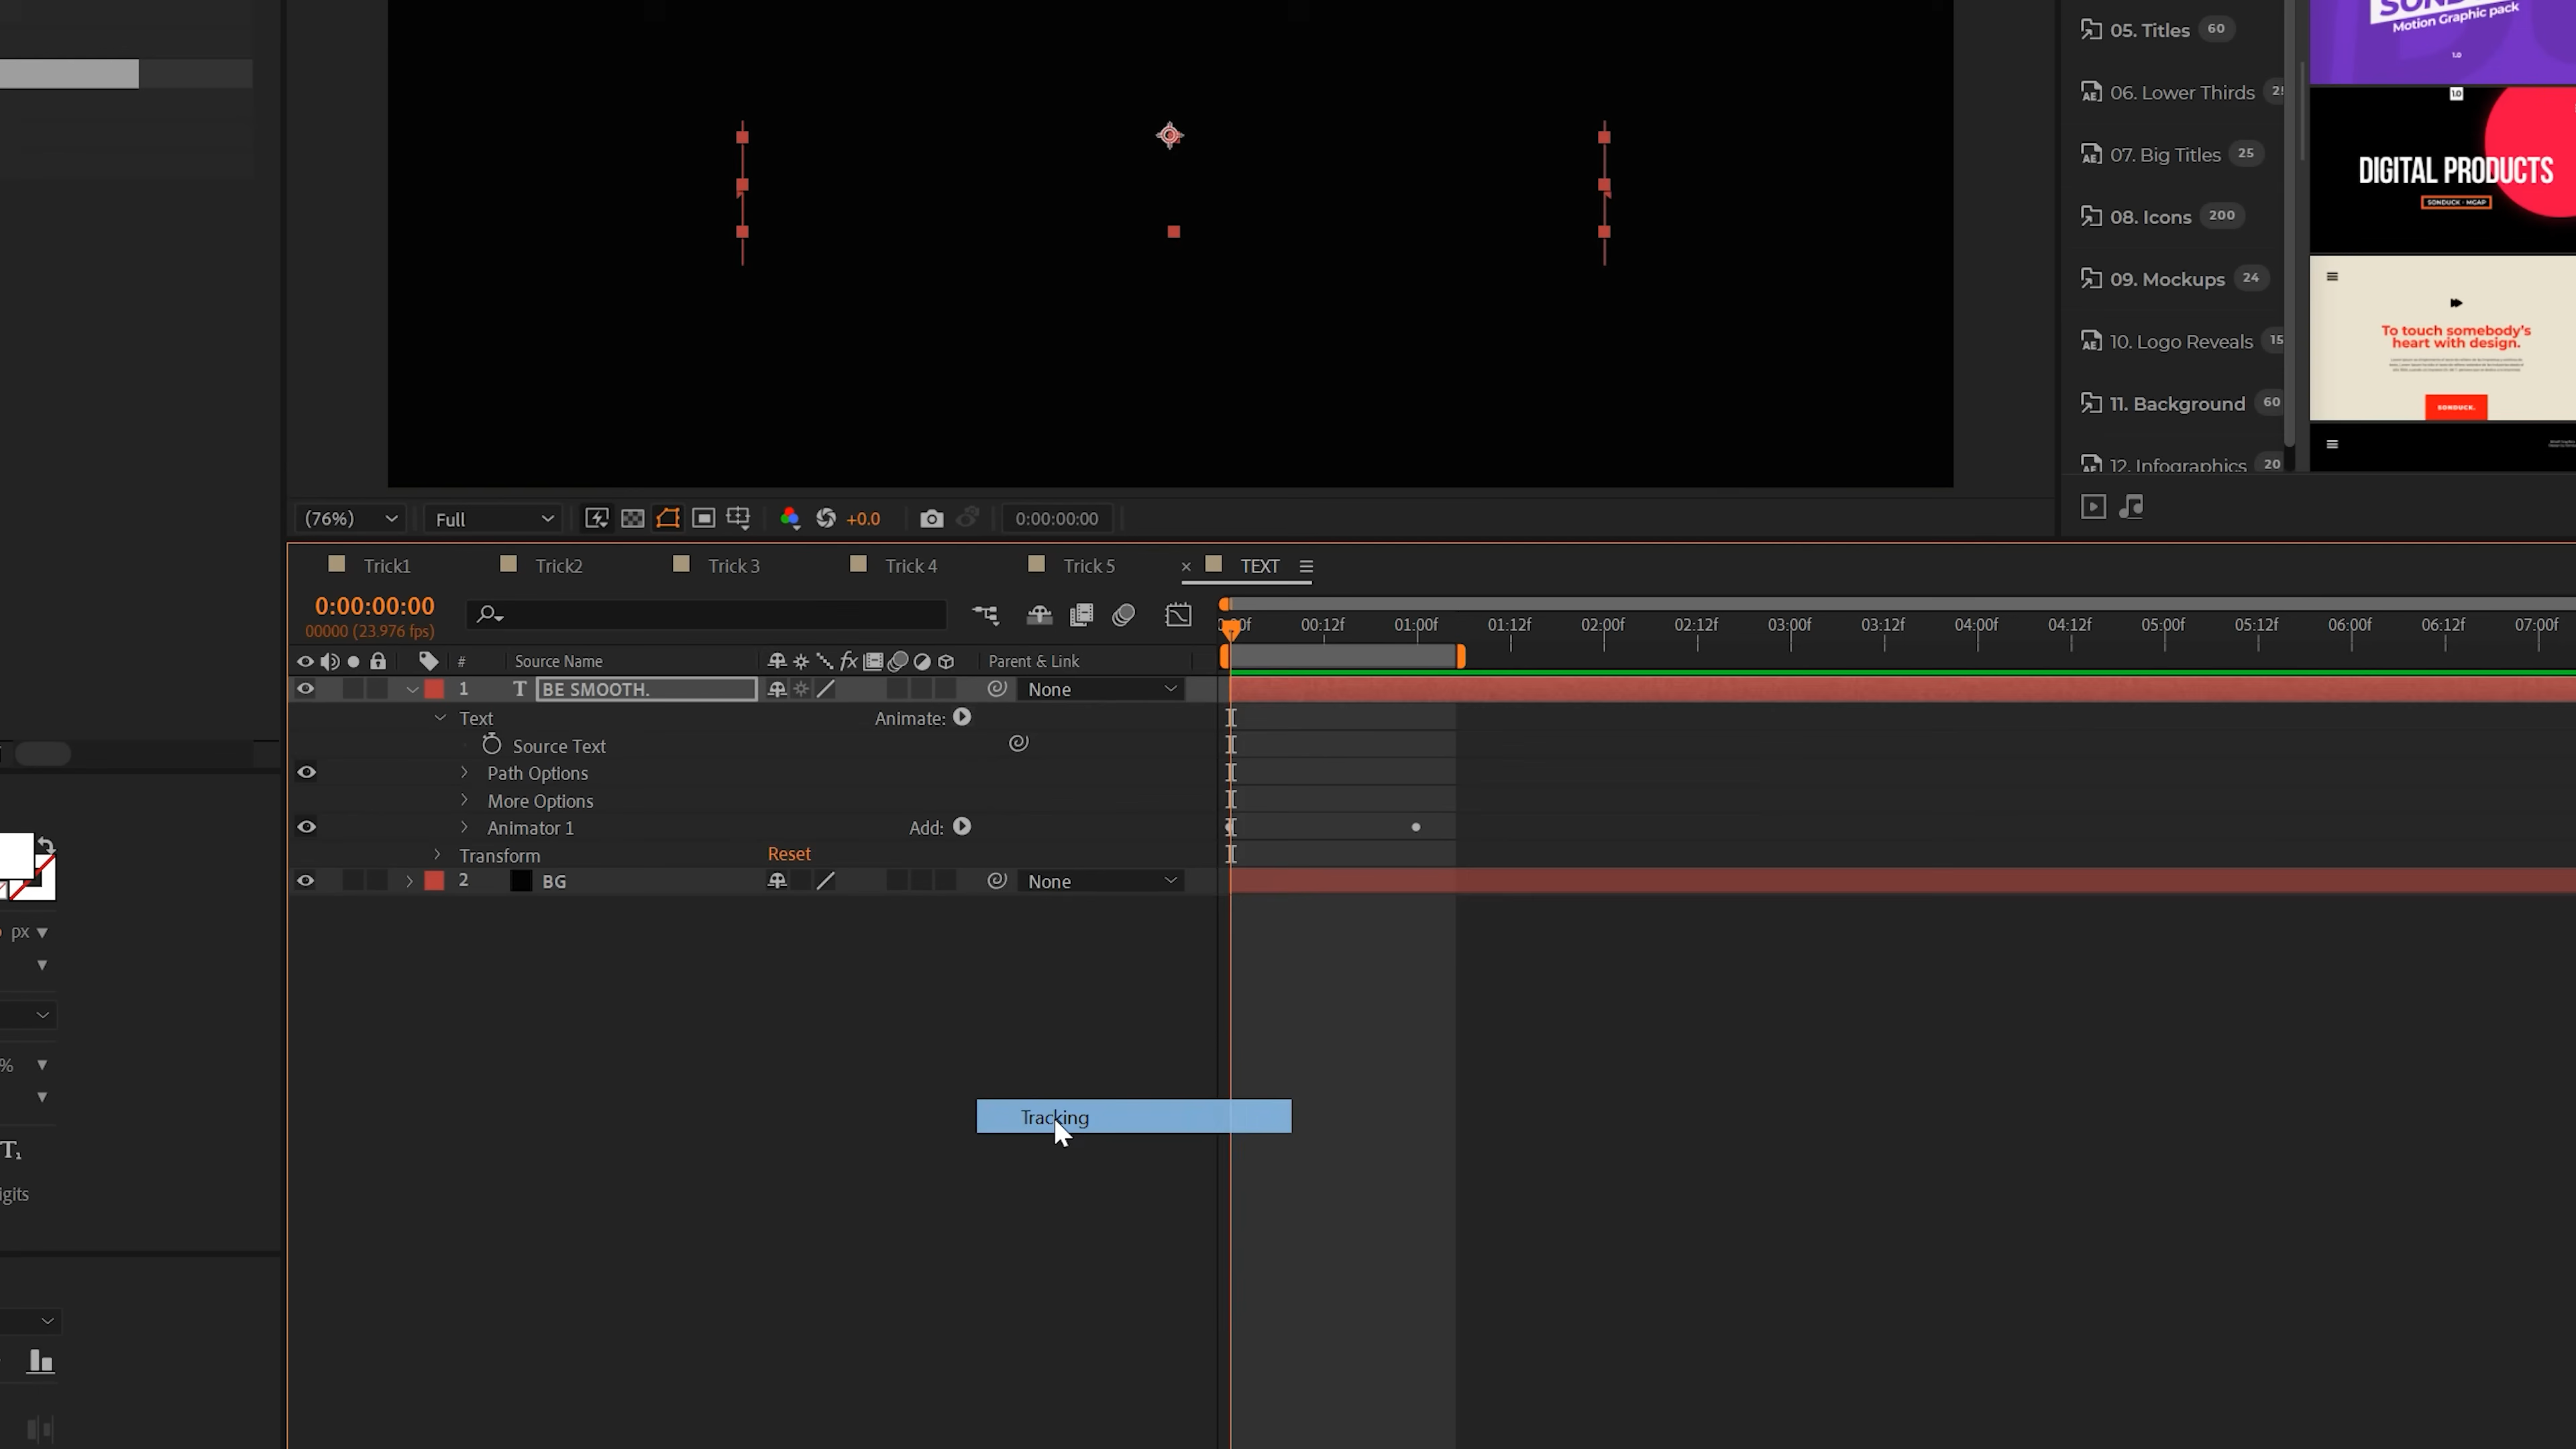 05. Titles 60
06. Lower Thirds
07. Big Titles 25
08. Icons 200
09. Mockups 24
10. Logo Reveals 15
11. Background 60
12. Infographics 20
Motion Graphic pack
1.0
1.0
DIGITAL PRODUCTS
SONDUCK - MGAP
To touch somebody's
heart with design.
SONDUCK.
(76%) Full +0.0 0:00:00:00
Trick1 Trick2 Trick 3 Trick 4 Trick 5 × TEXT
0:00:00:00
00000 (23.976 fps)
00:12f 01:00f 01:12f 02:00f 02:12f 03:00f 03:12f 04:00f 04:12f 05:00f 05:12f 06:00f 06:12f 07:00f
# Source Name fx Parent & Link
1 T BE SMOOTH. None
Text Animate:
Source Text
Path Options
More Options
Animator 1 Add:
Transform Reset
2 BG None
Tracking
px
%
T₁
igits